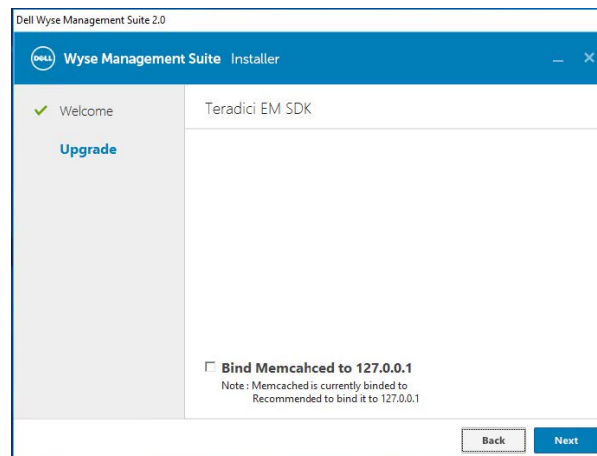 Dell Wyse Management Suite 2.0
DELL Wyse Management Suite Installer
Welcome
Teradici EM SDK
Upgrade
Bind Memcahced to 127.0.0.1
Note : Memcached is currently binded to
Recommended to bind it to 127.0.0.1
Back
Next